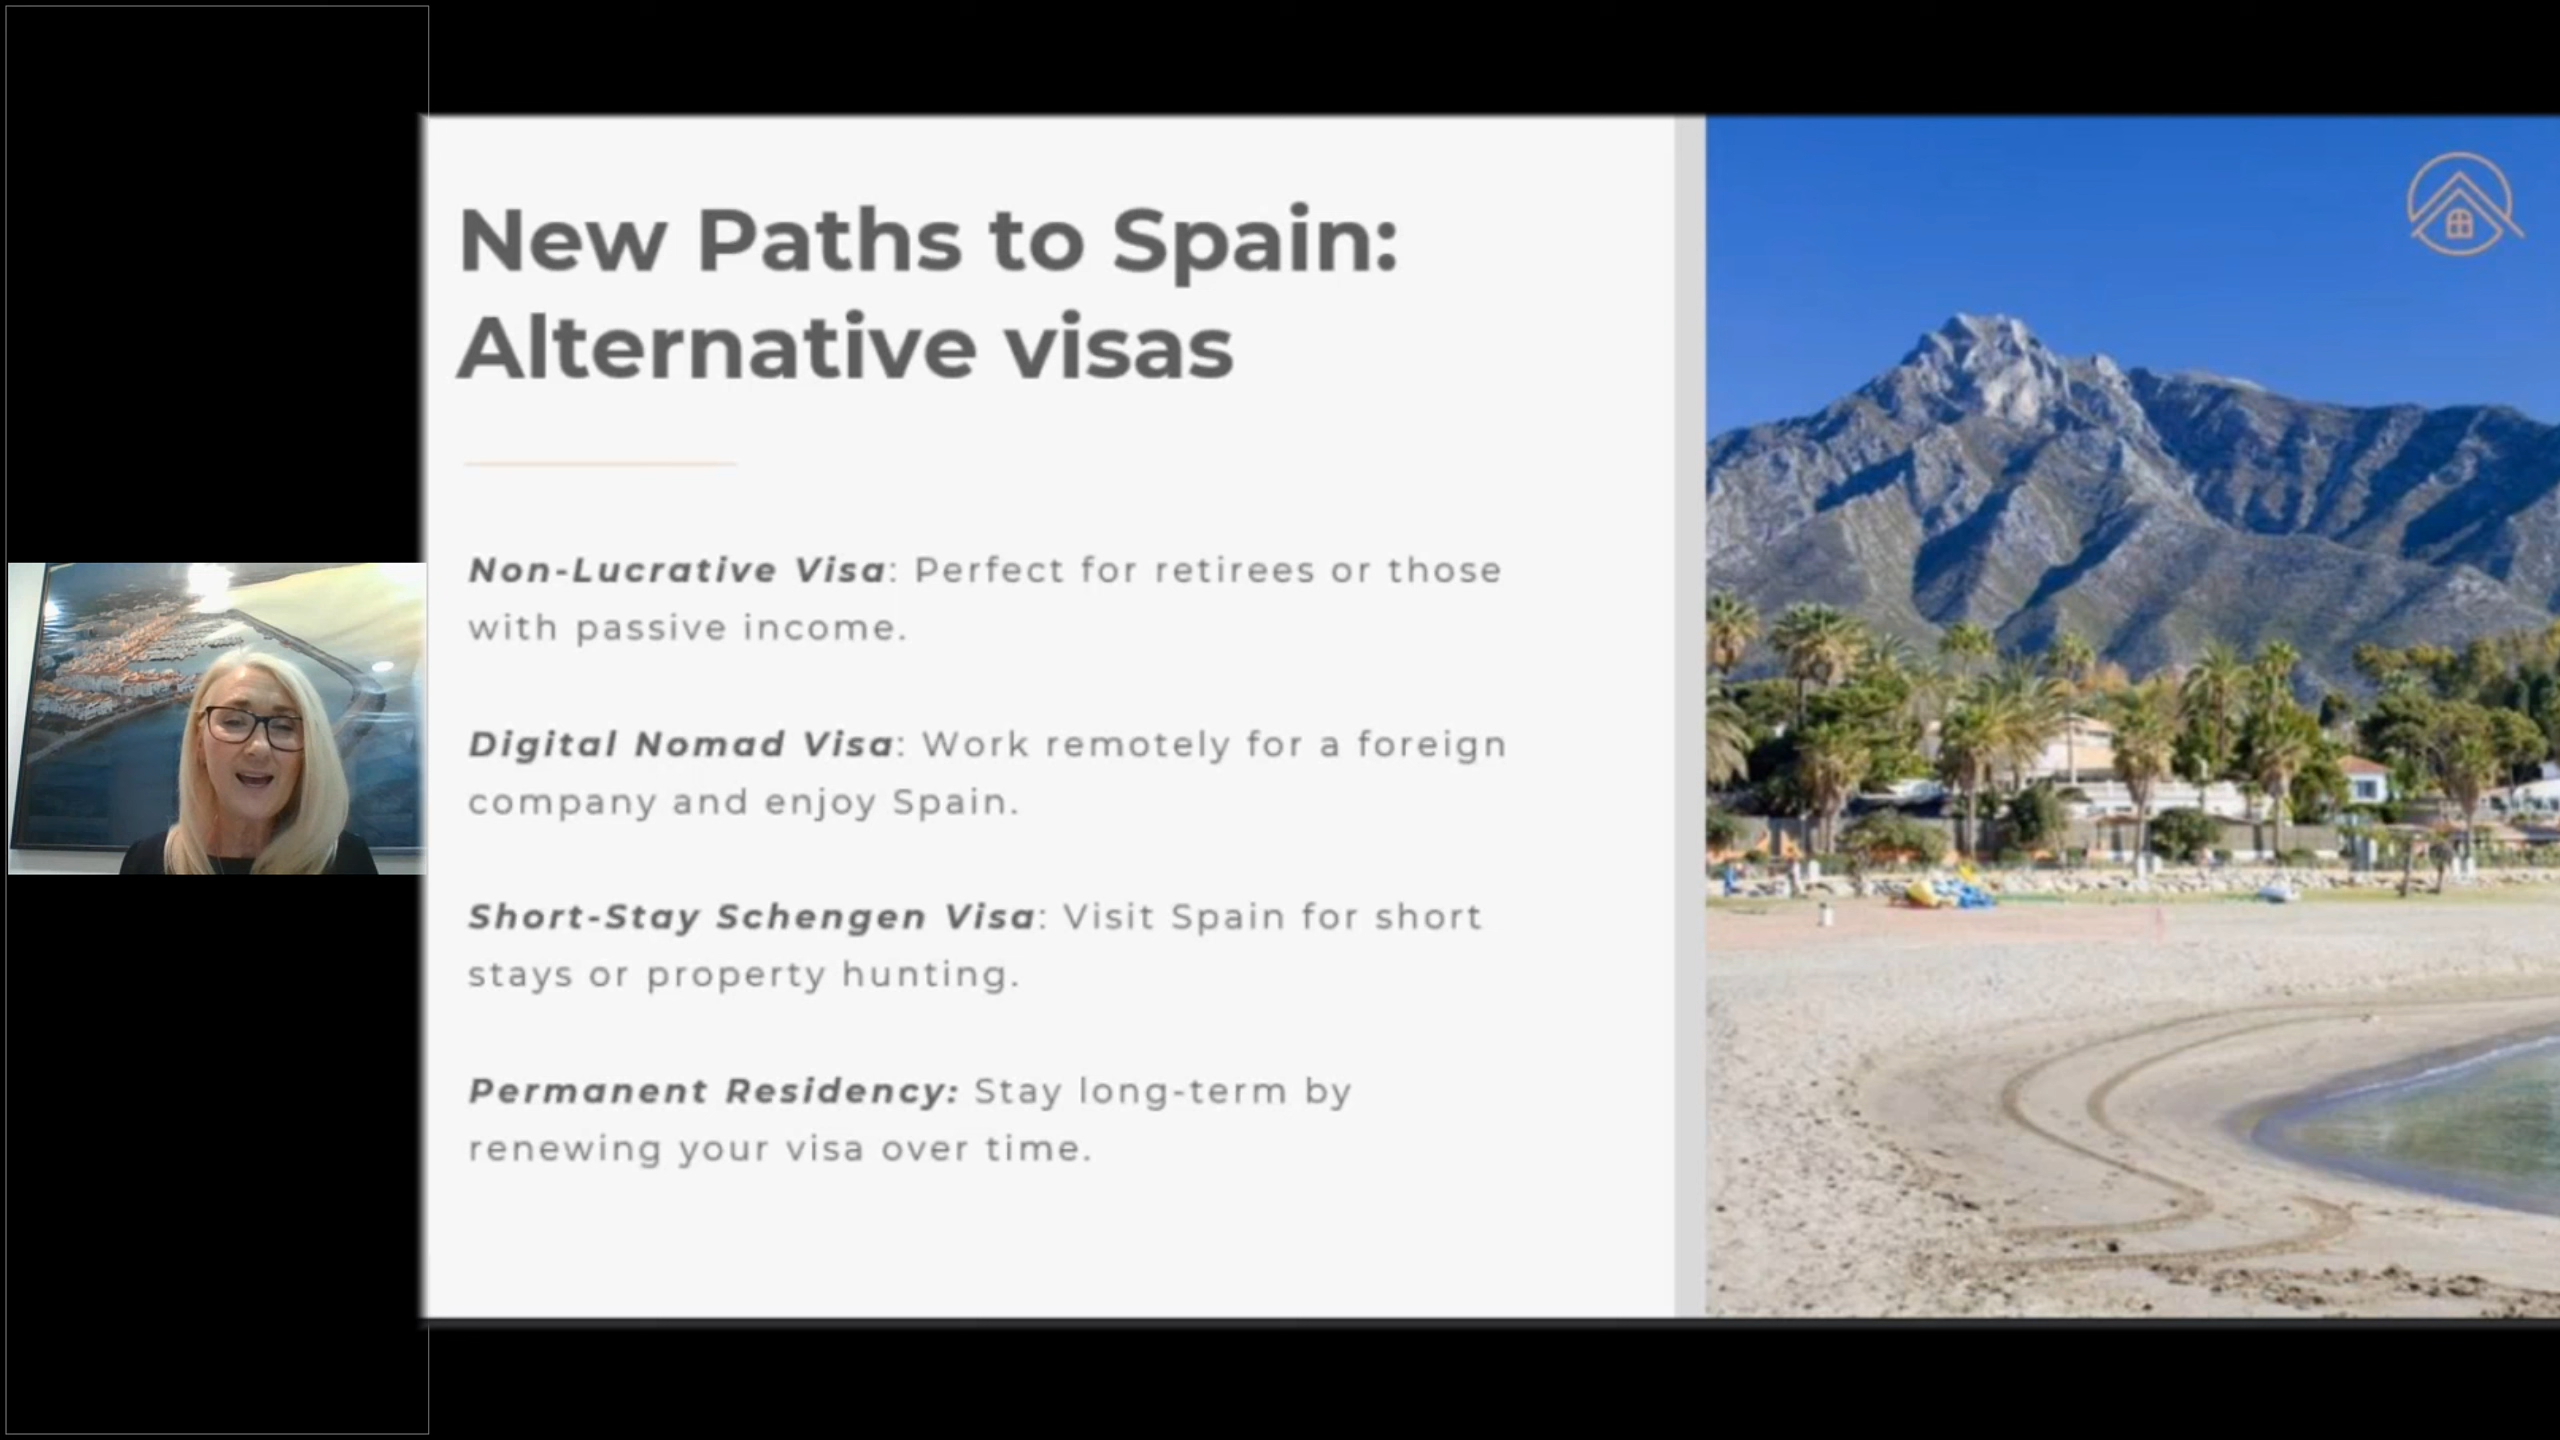 New Paths to Spain:
Alternative visas
Non-Lucrative Visa: Perfect for retirees or those
with passive income.
Digital Nomad Visa: Work remotely for a foreign
company and enjoy Spain.
Short-Stay Schengen Visa: Visit Spain for short
stays or property hunting.
Permanent Residency: Stay long-term by
renewing your visa over time.